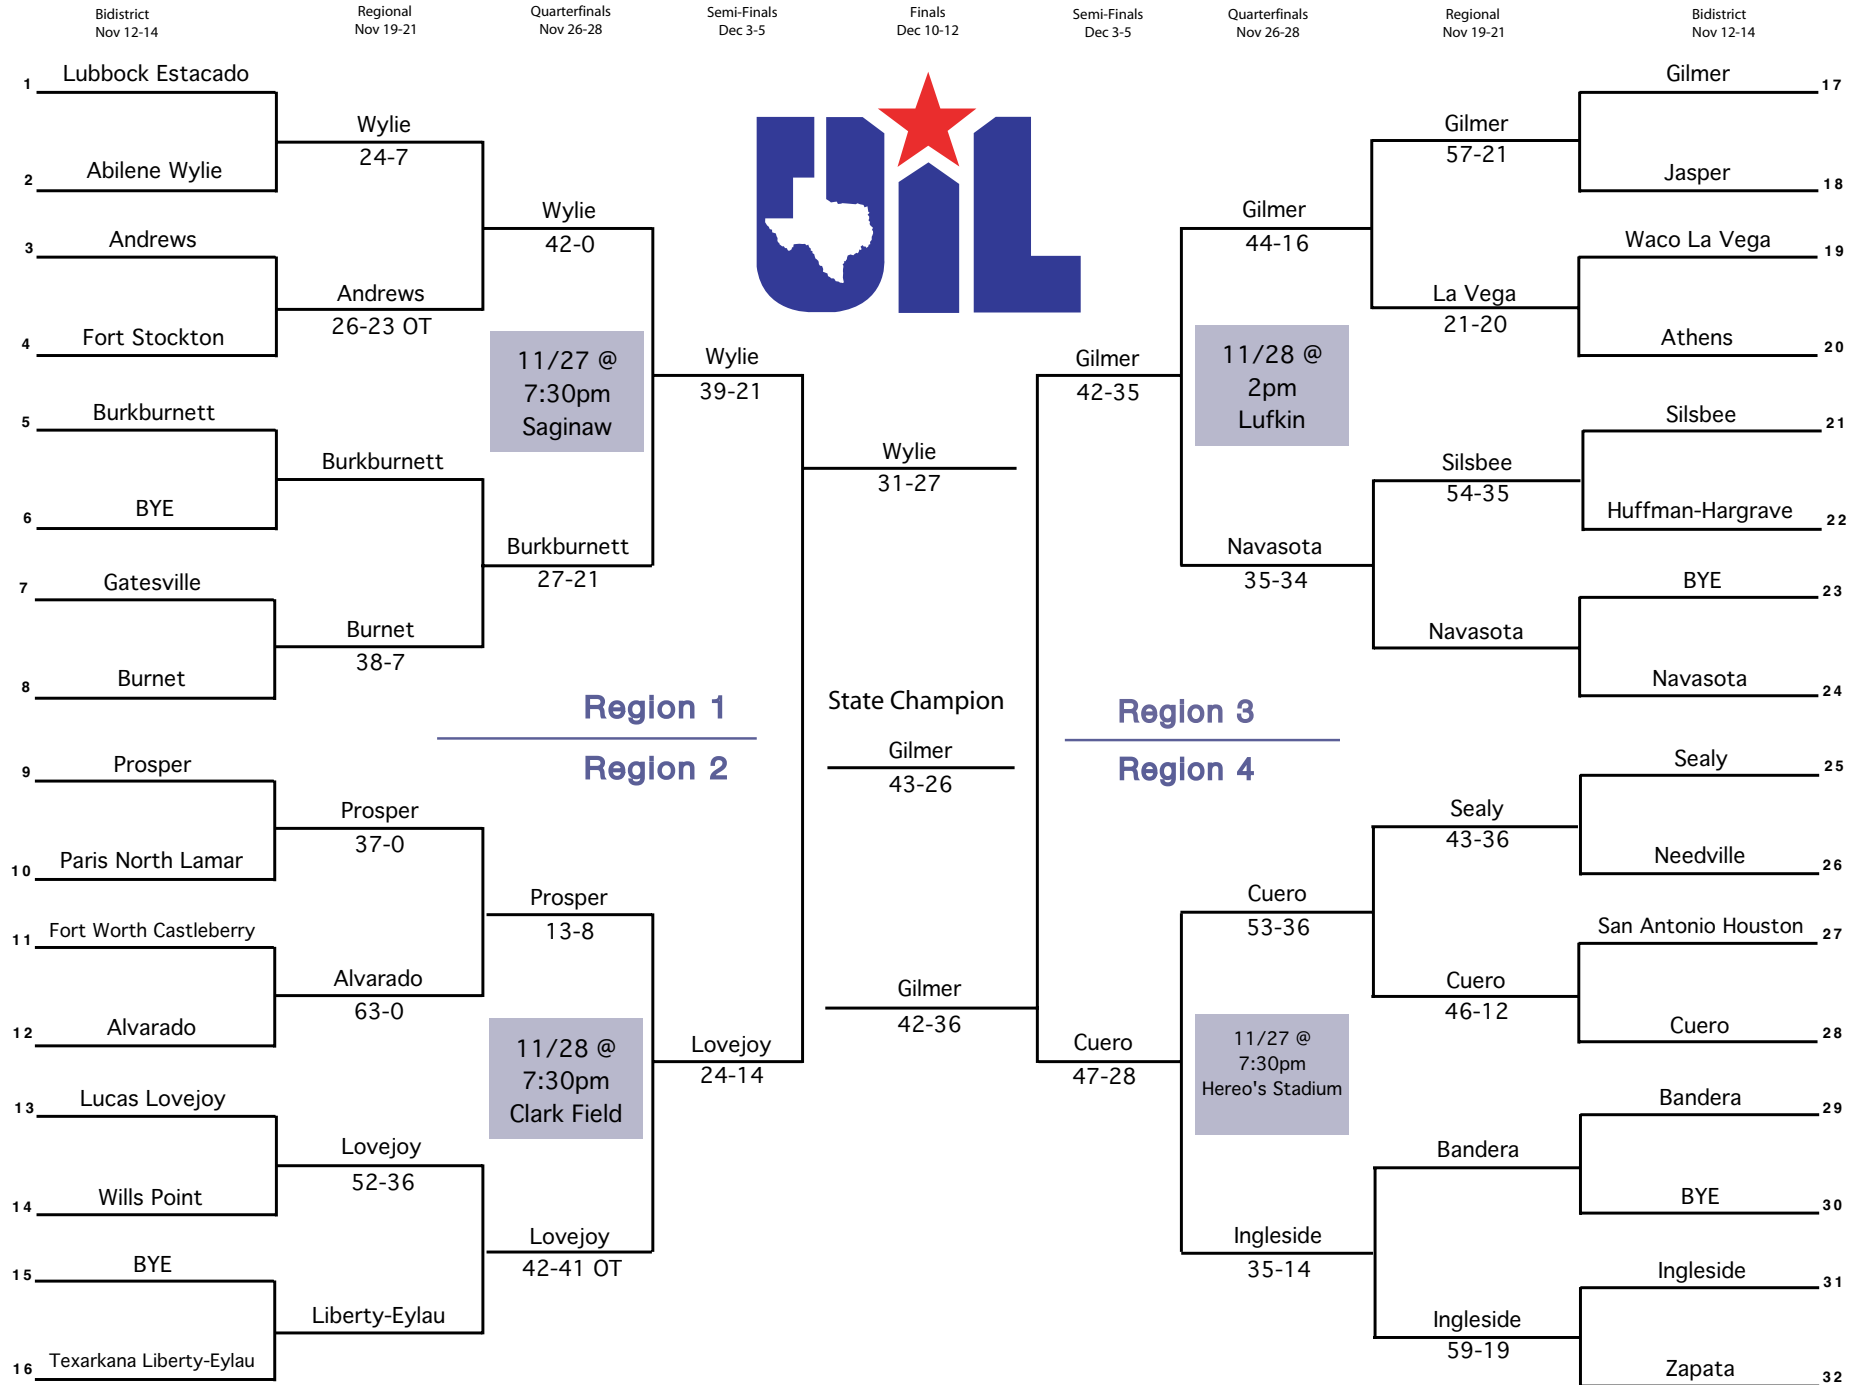 Bidistrict
Nov 12-14
Regional
Nov 19-21
Quarterfinals
Nov 26-28
Semi-Finals
Dec 3-5
Finals
Dec 10-12
Semi-Finals
Dec 3-5
Quarterfinals
Nov 26-28
Regional
Nov 19-21
Bidistrict
Nov 12-14
1 Lubbock Estacado
2 Abilene Wylie
3 Andrews
4 Fort Stockton
5 Burkburnett
6 BYE
7 Gatesville
8 Burnet
9 Prosper
10 Paris North Lamar
11 Fort Worth Castleberry
12 Alvarado
13 Lucas Lovejoy
14 Wills Point
15 BYE
16 Texarkana Liberty-Eylau
Wylie
24-7
Andrews
26-23 OT
Burkburnett
Burnet
38-7
Prosper
37-0
Alvarado
63-0
Lovejoy
52-36
Liberty-Eylau
Wylie
42-0
11/27 @
7:30pm
Saginaw
Burkburnett
27-21
Region 1
Region 2
Prosper
13-8
11/28 @
7:30pm
Clark Field
Lovejoy
42-41 OT
Wylie
39-21
Lovejoy
24-14
UIL
Wylie
31-27
State Champion
Gilmer
43-26
Gilmer
42-36
Gilmer
42-35
Cuero
47-28
Gilmer
44-16
11/28 @
2pm
Lufkin
Navasota
35-34
Region 3
Region 4
Cuero
53-36
11/27 @
7:30pm
Hereo's Stadium
Ingleside
35-14
Gilmer
57-21
La Vega
21-20
Silsbee
54-35
Navasota
Sealy
43-36
Cuero
46-12
Bandera
Ingleside
59-19
Gilmer 17
Jasper 18
Waco La Vega 19
Athens 20
Silsbee 21
Huffman-Hargrave 22
BYE 23
Navasota 24
Sealy 25
Needville 26
San Antonio Houston 27
Cuero 28
Bandera 29
BYE 30
Ingleside 31
Zapata 32